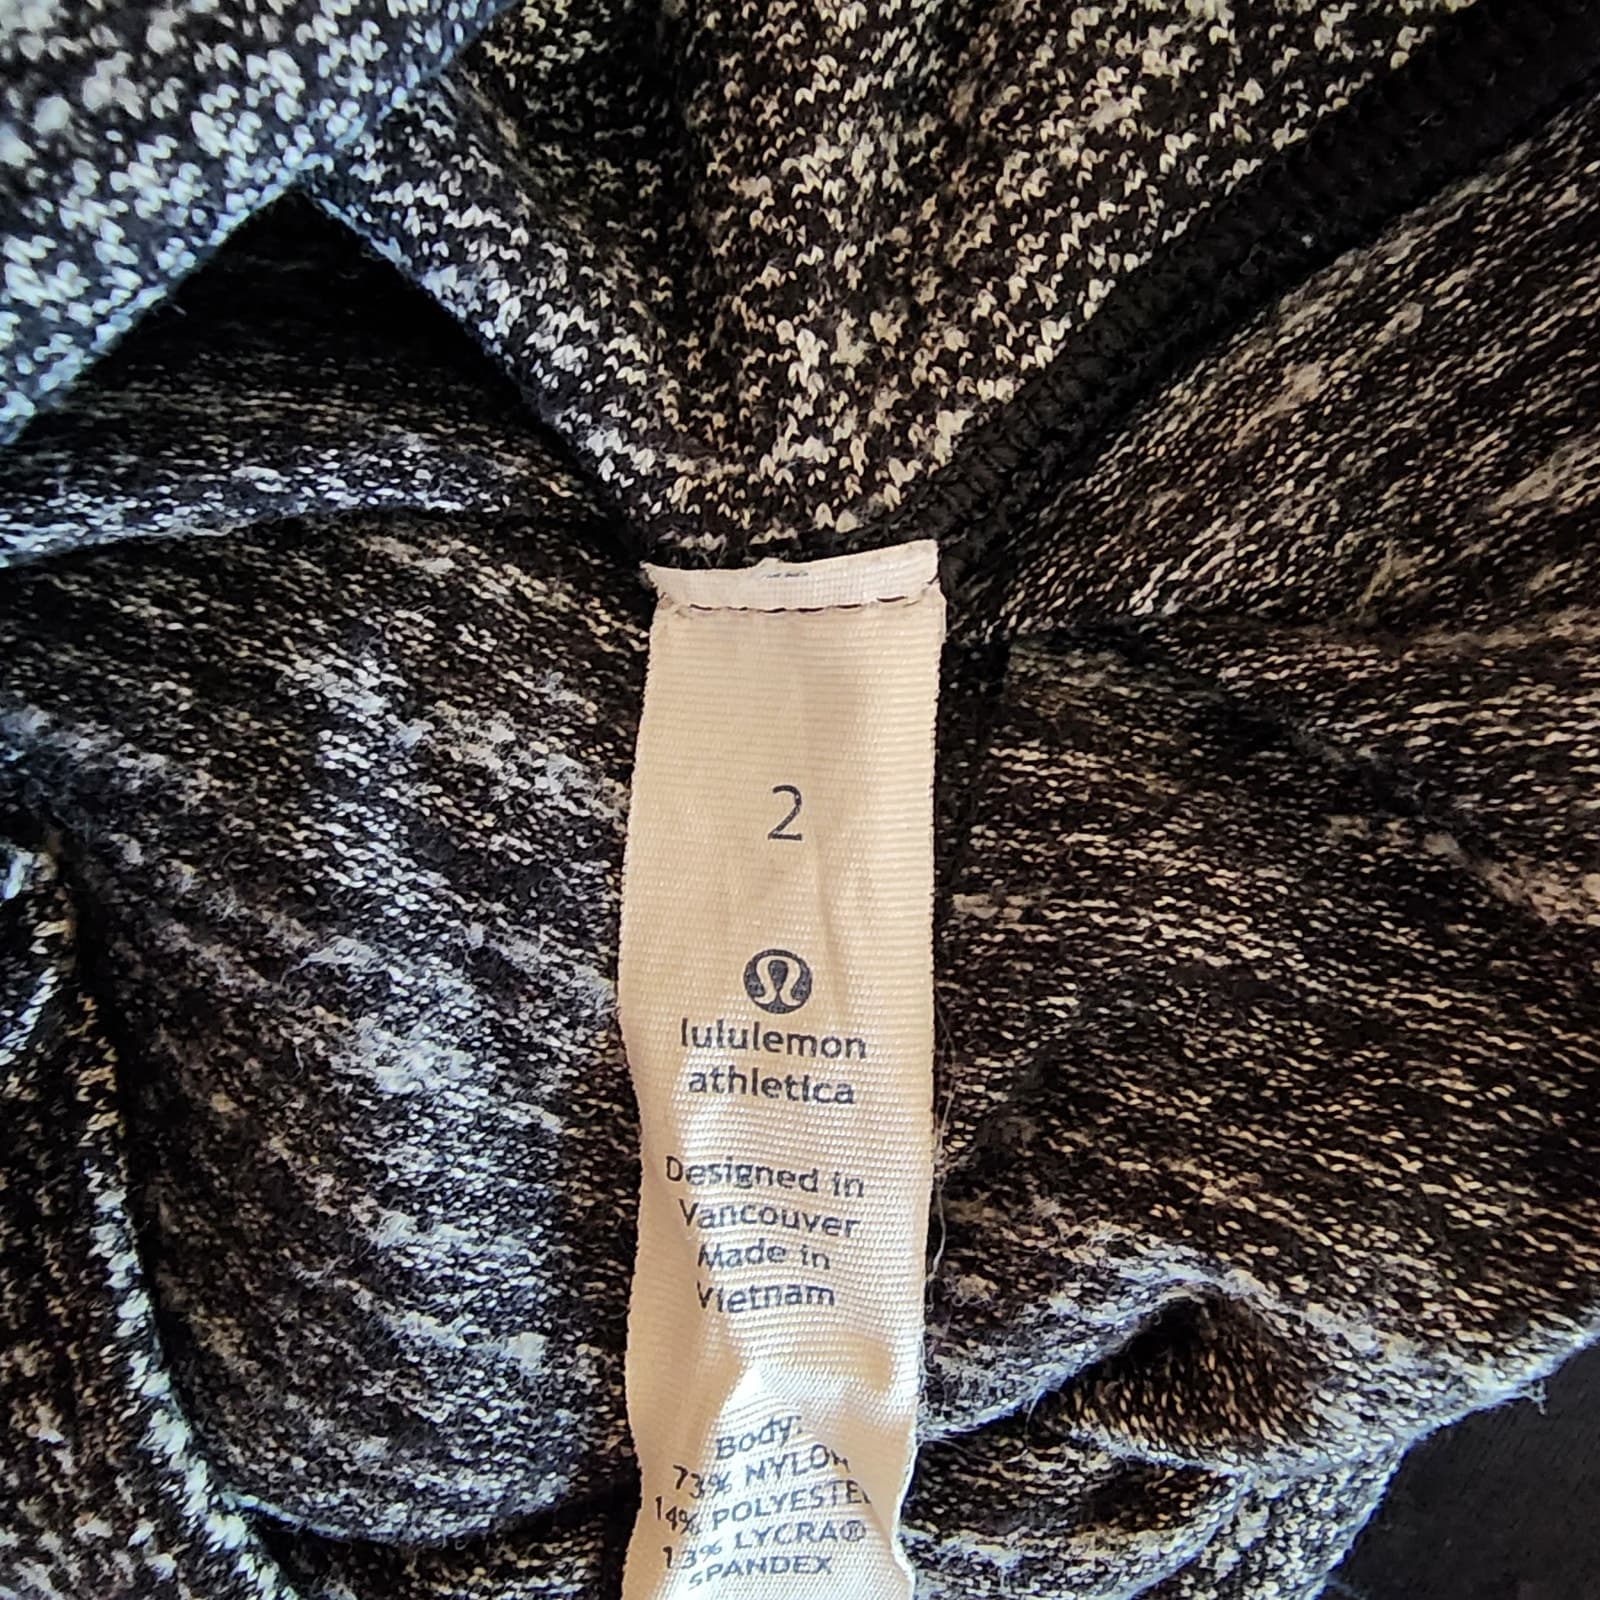 2
lululemon
athletica
Designed in
Vancouver
Made in
Vietnam
Body:
73% NYLON
14% POLYESTER
13% LYCRA®
SPANDEX